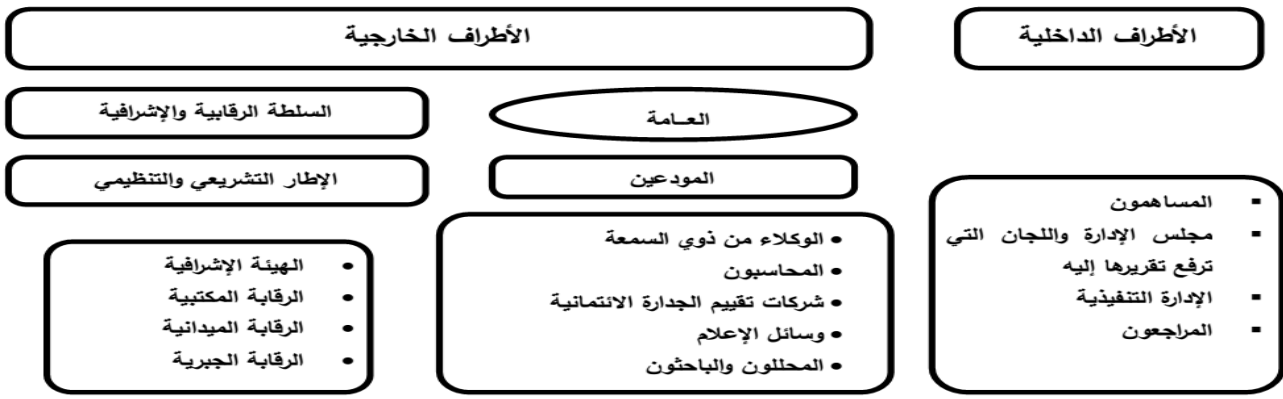 الأطراف الداخلية
▪ المساهمون
▪ مجلس الإدارة واللجان التي
ترفع تقريرها إليه
▪ الإدارة التنفيذية
▪ المراجعون
الأطراف الخارجية
العــامة
المودعين
• الوكلاء من ذوي السمعة
• المحاسبون
• شركات تقييم الجدارة الائتمانية
• وسائل الإعلام
• المحللون والباحثون
السلطة الرقابية والإشرافية
الإطار التشريعي والتنظيمي
• الهيئة الإشرافية
• الرقابة المكتبية
• الرقابة الميدانية
• الرقابة الجبرية